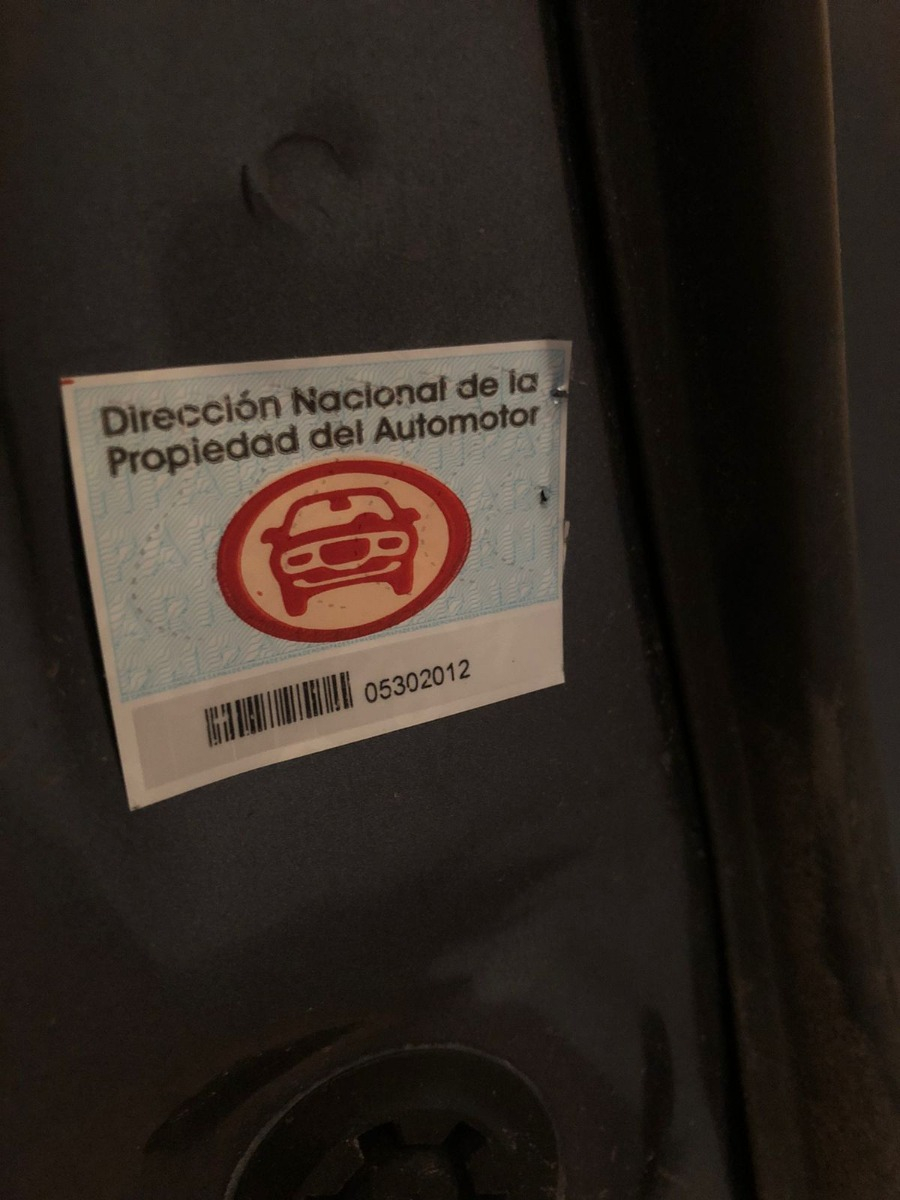 Dirección Nacional de la
Propiedad del Automotor
05302012